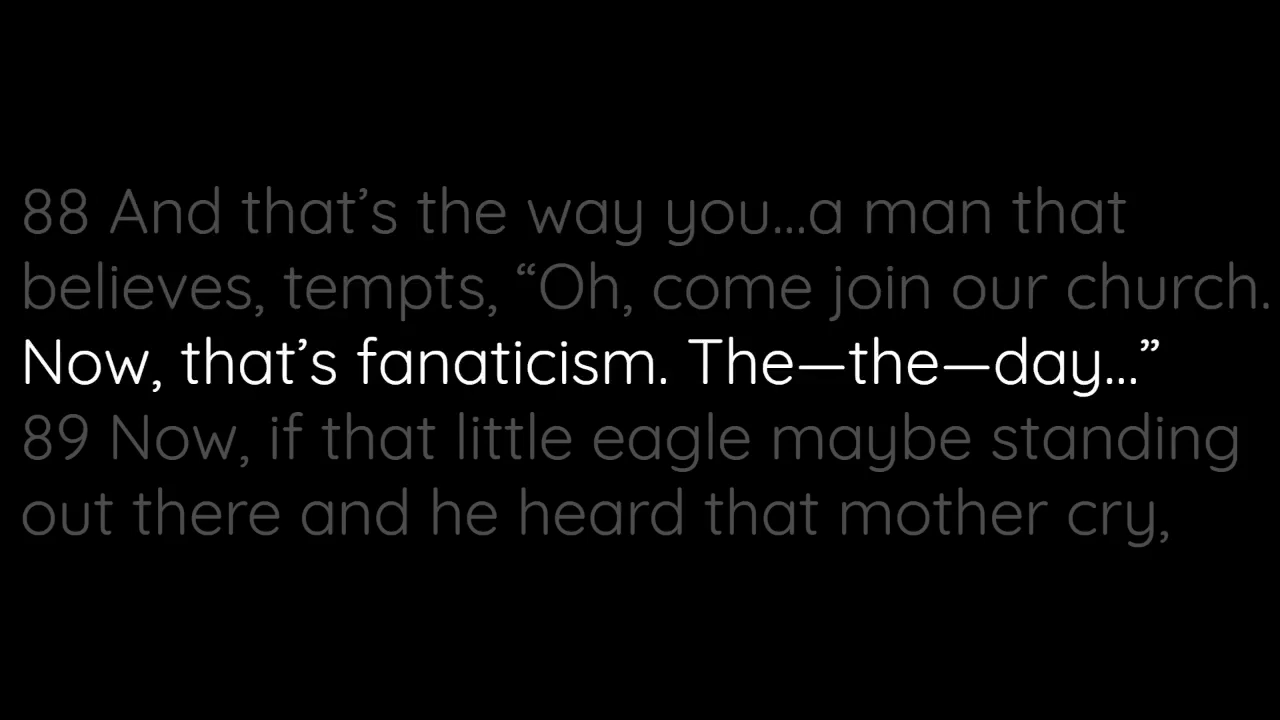 88 And that’s the way you...a man that
believes, tempts, “Oh, come join our church.
Now, that’s fanaticism. The—the—day...”
89 Now, if that little eagle maybe standing
out there and he heard that mother cry,